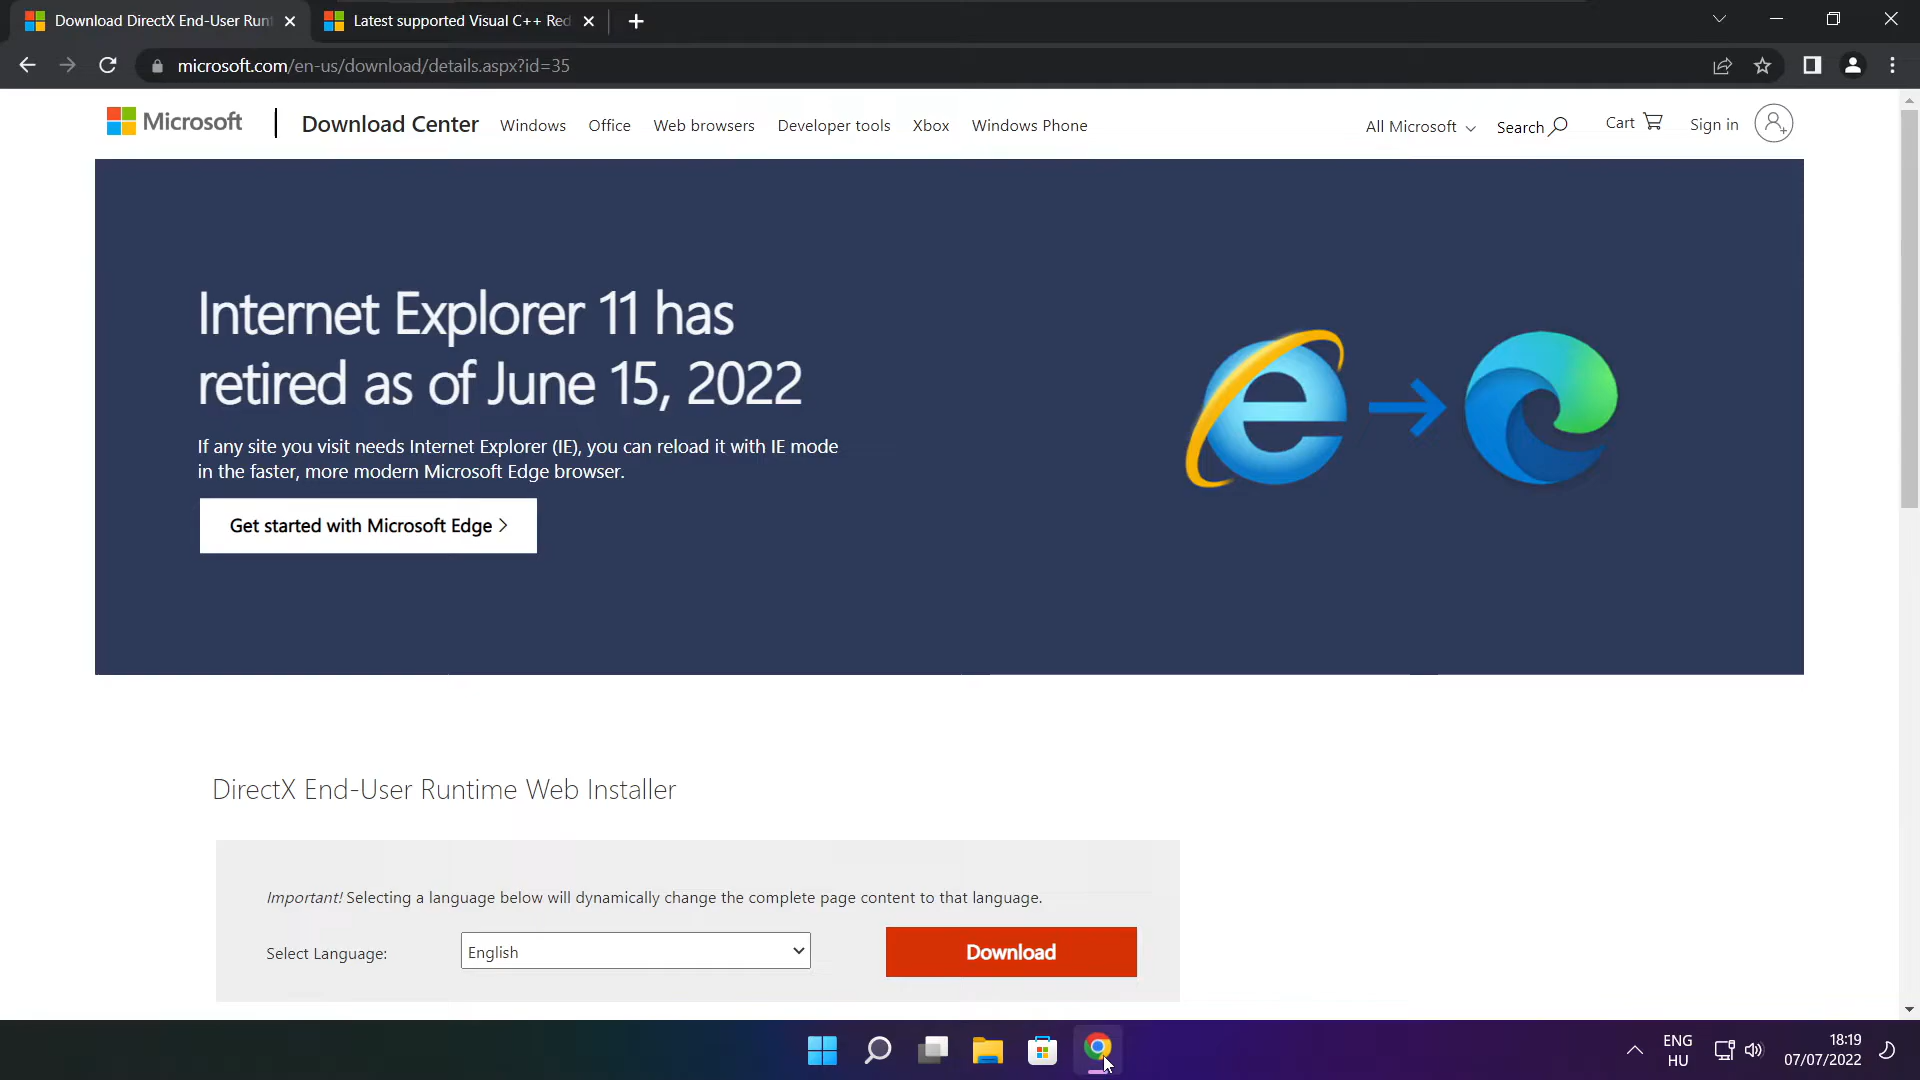 Download DirectX End-User Runt
Latest supported Visual C++ Red
microsoft.com/en-us/download/details.aspx?id=35
Microsoft
Download Center
Windows
Office
Web browsers
Developer tools
Xbox
Windows Phone
All Microsoft
Search
Cart
Sign in
Internet Explorer 11 has
retired as of June 15, 2022
If any site you visit needs Internet Explorer (IE), you can reload it with IE mode
in the faster, more modern Microsoft Edge browser.
Get started with Microsoft Edge >
DirectX End-User Runtime Web Installer
Important! Selecting a language below will dynamically change the complete page content to that language.
Select Language:
English
Download
ENG
HU
18:19
07/07/2022